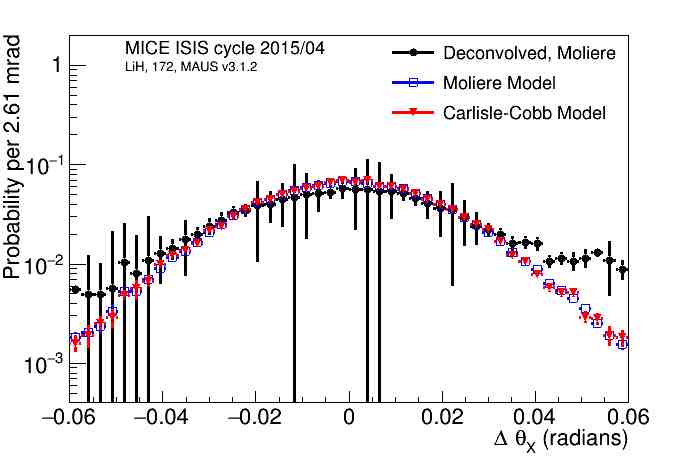 MICE ISIS cycle 2015/04
LiH, 172, MAUS v3.1.2
Deconvolved, Moliere
Moliere Model
Carlisle-Cobb Model
Probability per 2.61 mrad
1
10⁻¹
10⁻²
10⁻³
−0.06 −0.04 −0.02 0 0.02 0.04 0.06
Δ θ_X (radians)